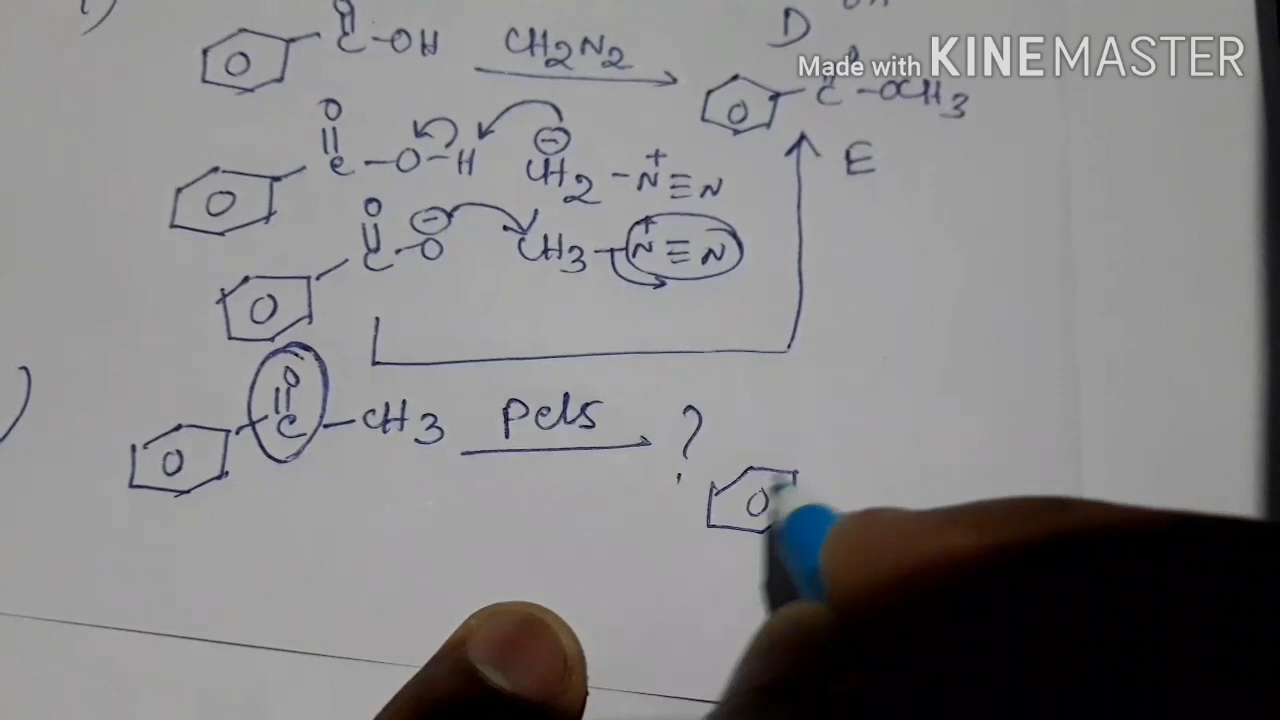 C-OH CH2N2 D
Made with KINEMASTER
C-OCH3
O
C-O-H CH2-N≡N E
O
C-O CH3-N≡N
O
C-CH3 PCl5 ?